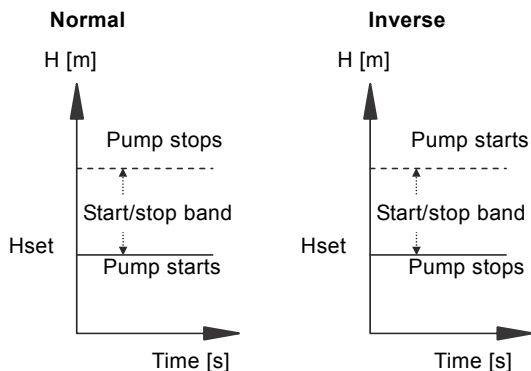 Normal
H [m]
Pump stops
Start/stop band
Hset
Pump starts
Time [s]
Inverse
H [m]
Pump starts
Start/stop band
Hset
Pump stops
Time [s]